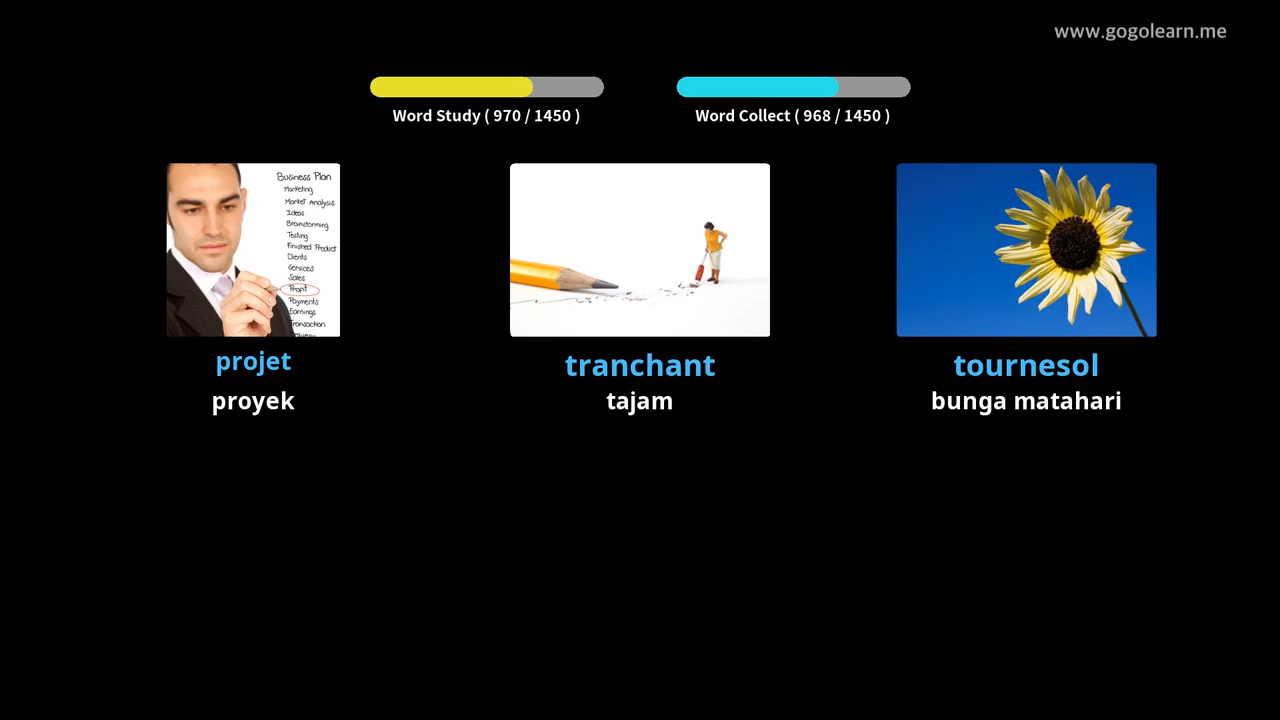 www.gogolearn.me
Word Study ( 970 / 1450 )
Word Collect ( 968 / 1450 )
Business Plan
Marketing
Market Analysis
Ideas
Brainstorming
Testing
Finished Product
Clients
Services
Sales
Profit
Payments
Earnings
Transaction
projet
proyek
tranchant
tajam
tournesol
bunga matahari